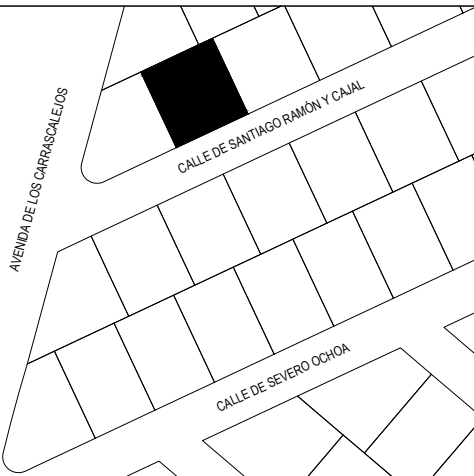 AVENIDA DE LOS CARRASCALEJOS
CALLE DE SANTIAGO RAMÓN Y CAJAL
CALLE DE SEVERO OCHOA